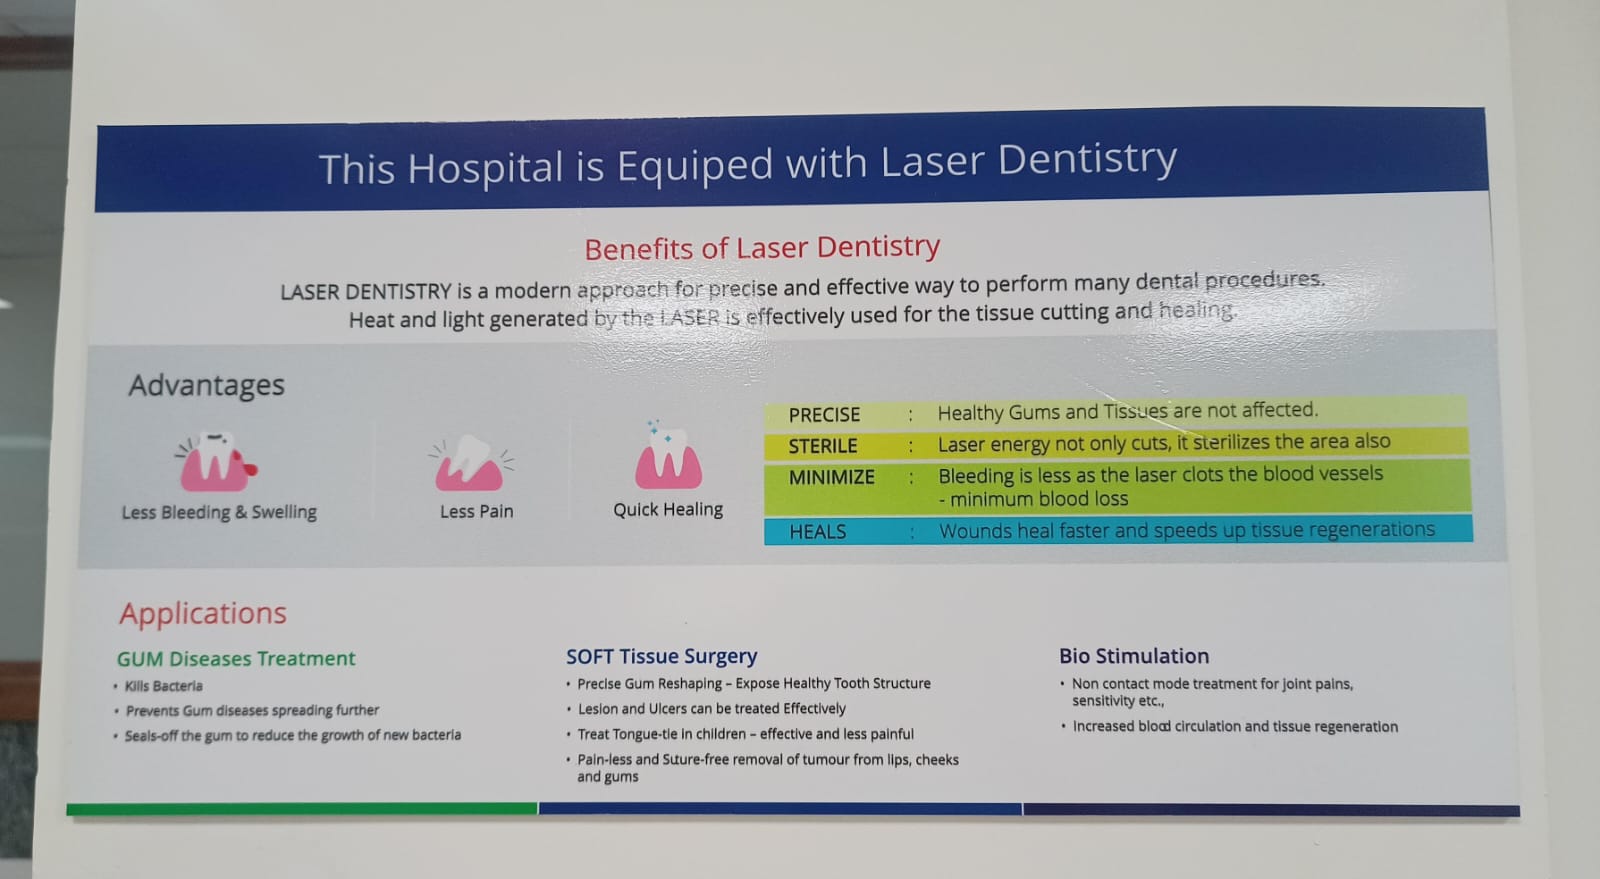 This Hospital is Equiped with Laser Dentistry
Benefits of Laser Dentistry
LASER DENTISTRY is a modern approach for precise and effective way to perform many dental procedures.
Heat and light generated by the LASER is effectively used for the tissue cutting and healing.
Advantages
Less Bleeding & Swelling
Less Pain
Quick Healing
PRECISE : Healthy Gums and Tissues are not affected.
STERILE : Laser energy not only cuts, it sterilizes the area also
MINIMIZE : Bleeding is less as the laser clots the blood vessels
- minimum blood loss
HEALS : Wounds heal faster and speeds up tissue regenerations
Applications
GUM Diseases Treatment
• Kills Bacteria
• Prevents Gum diseases spreading further
• Seals-off the gum to reduce the growth of new bacteria
SOFT Tissue Surgery
• Precise Gum Reshaping – Expose Healthy Tooth Structure
• Lesion and Ulcers can be treated Effectively
• Treat Tongue-tie in children – effective and less painful
• Pain-less and Suture-free removal of tumour from lips, cheeks
and gums
Bio Stimulation
• Non contact mode treatment for joint pains,
sensitivity etc.,
• Increased blood circulation and tissue regeneration